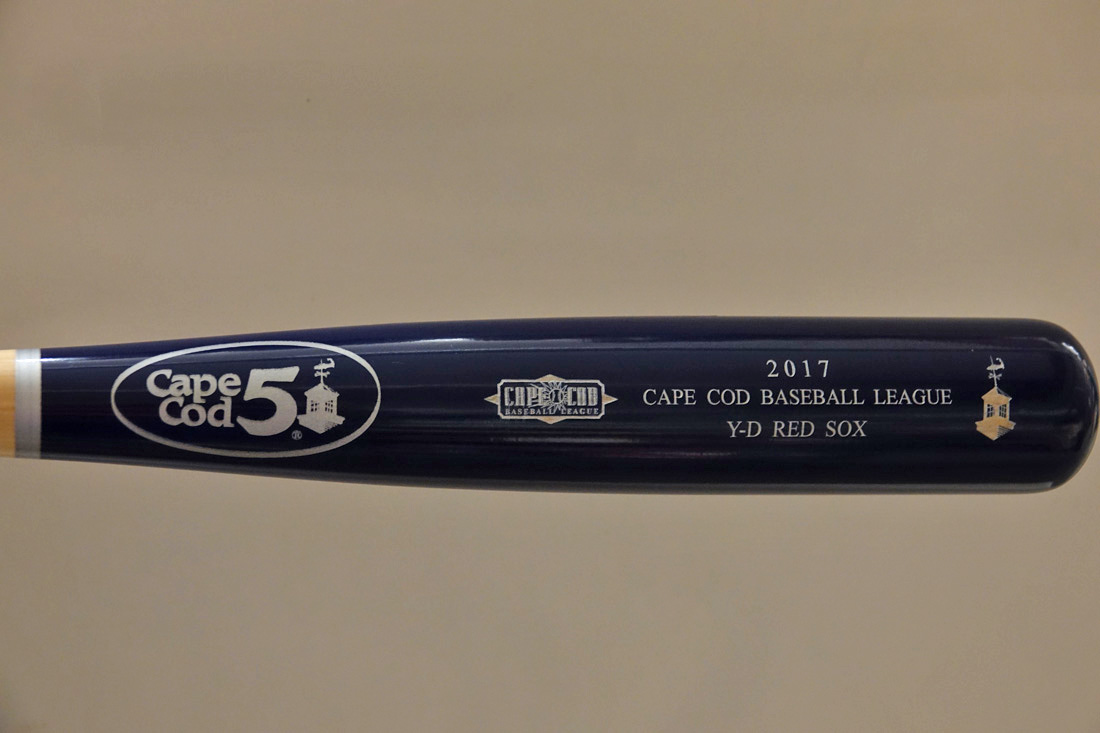 Cape
Cod 5®
CAPE COD
BASEBALL LEAGUE
2017
CAPE COD BASEBALL LEAGUE
Y-D RED SOX